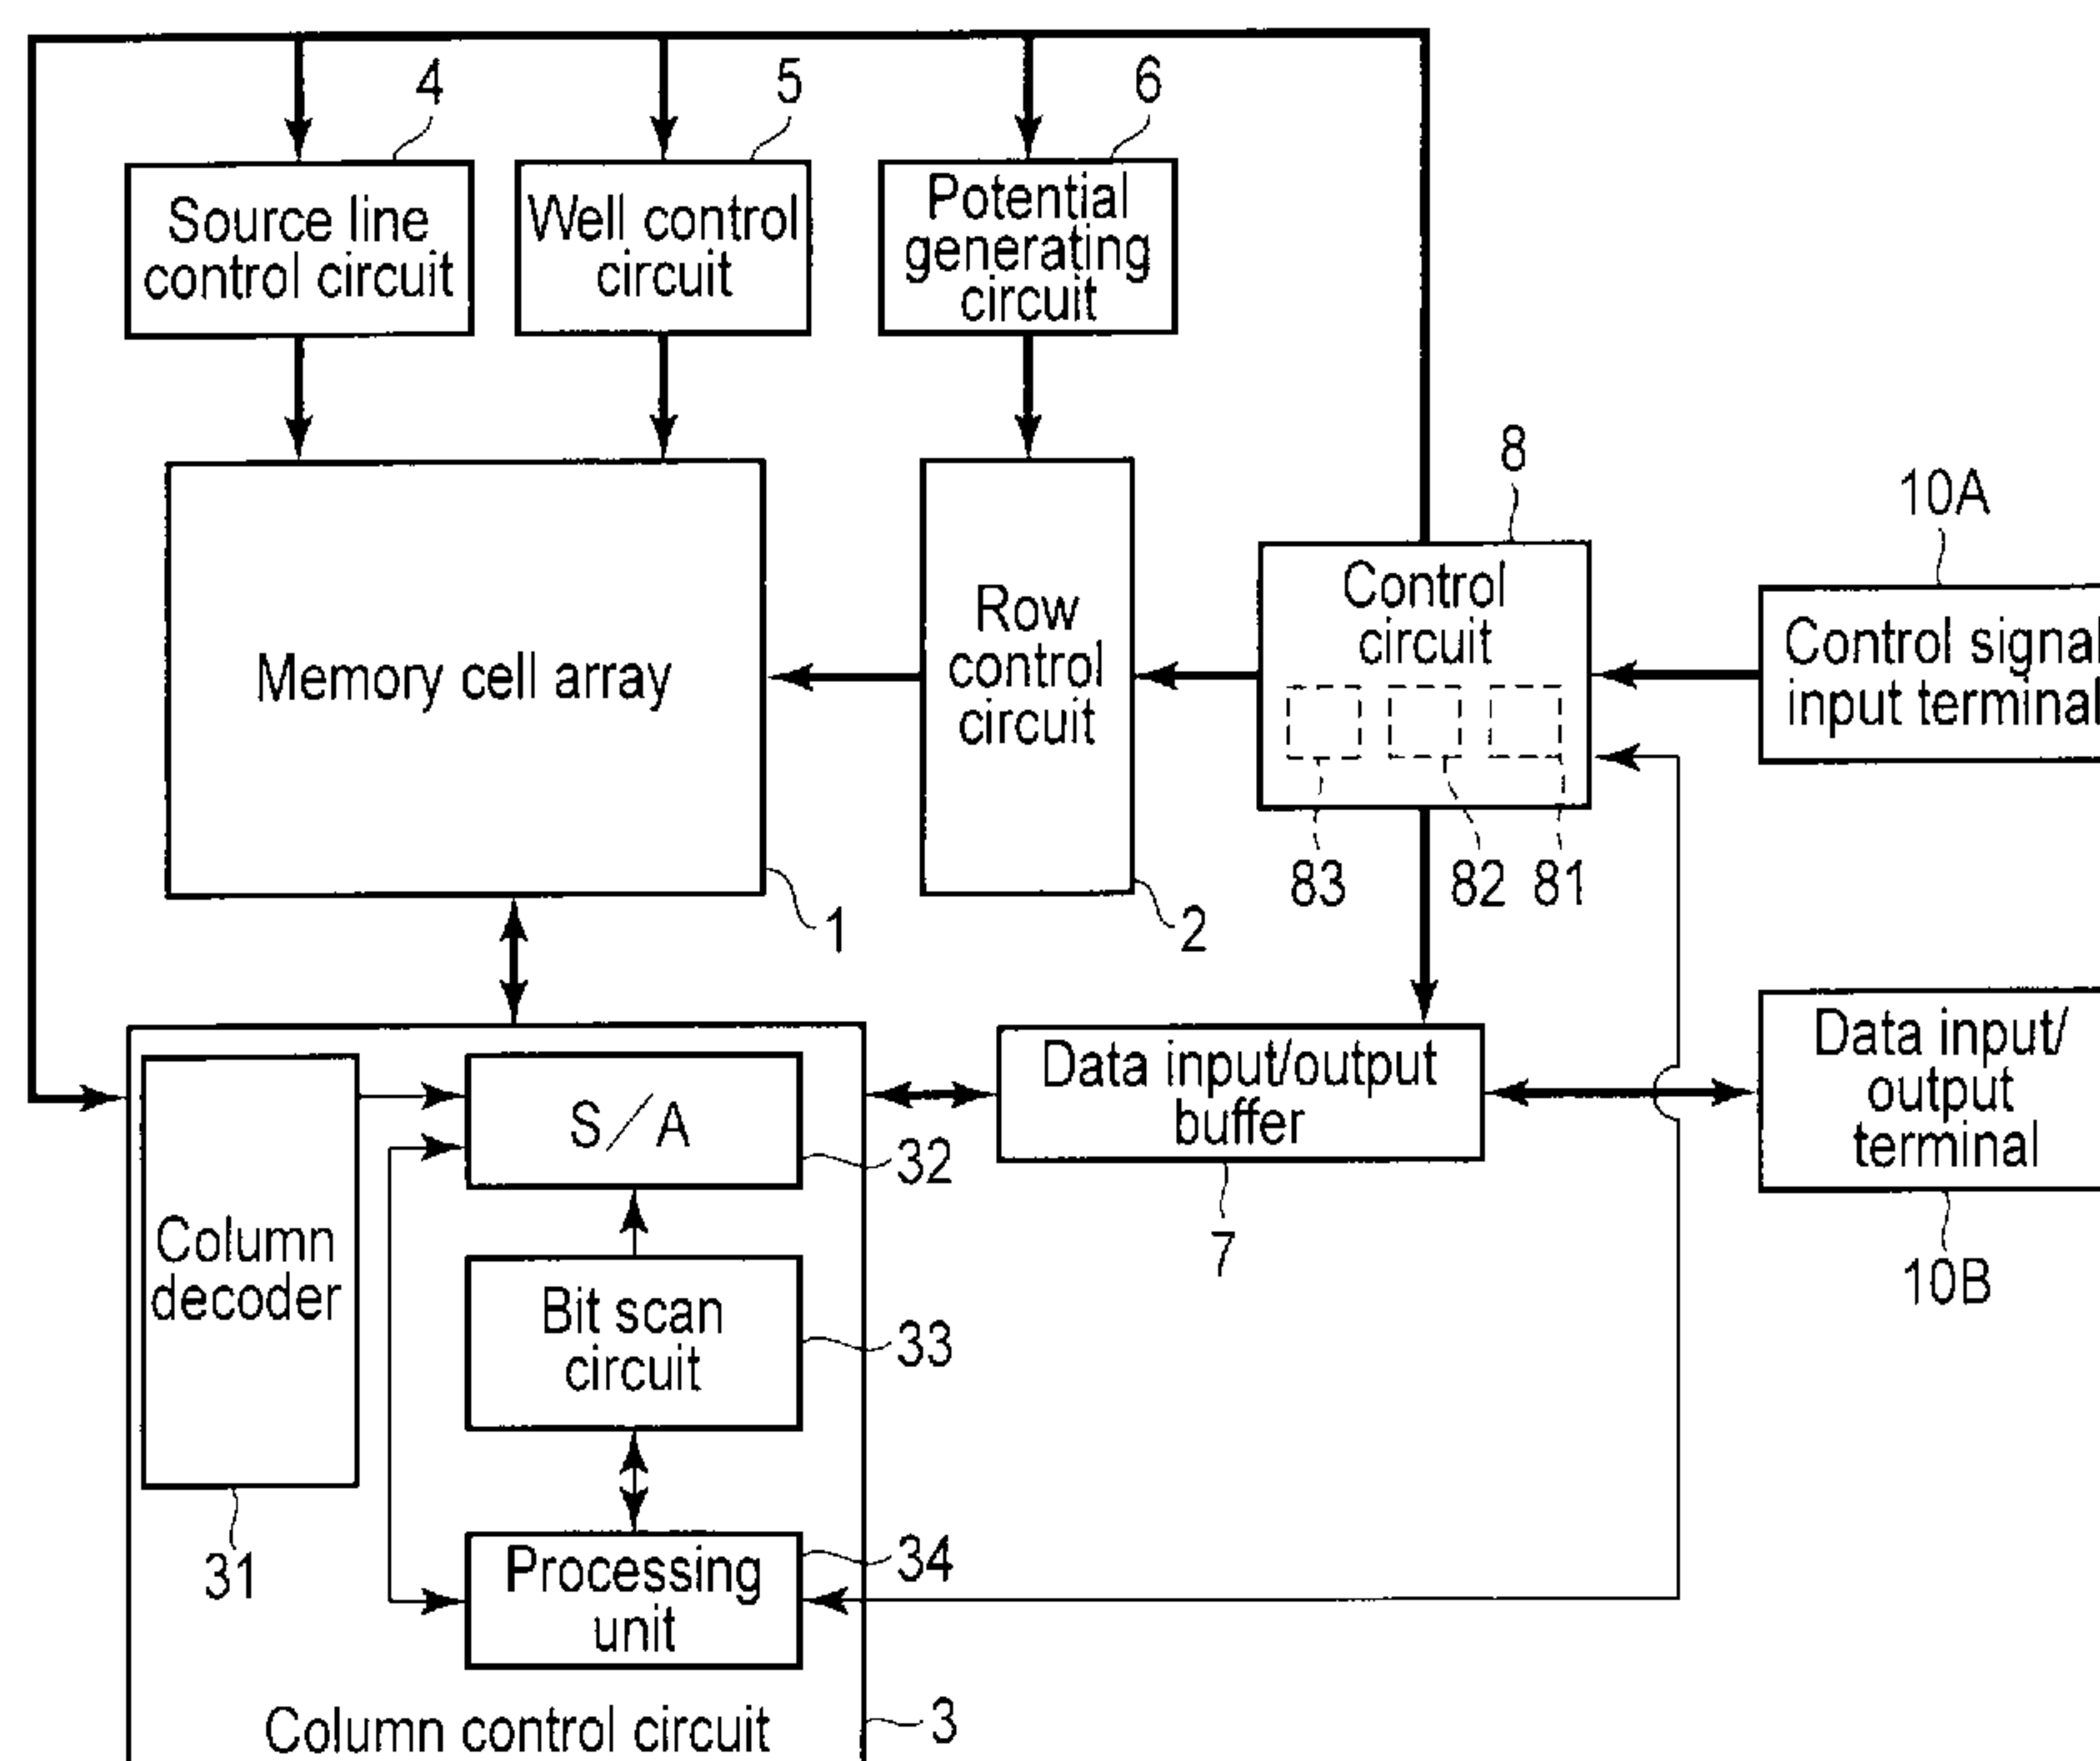 4
5
6
Source line
control circuit
Well control
circuit
Potential
generating
circuit
8
10A
Memory cell array
Row
control
circuit
Control
circuit
Control signal
input terminal
83
82
81
1
2
Column
decoder
S/A
32
Data input/output
buffer
Data input/
output
terminal
7
10B
Bit scan
circuit
33
31
Processing
unit
34
Column control circuit
3